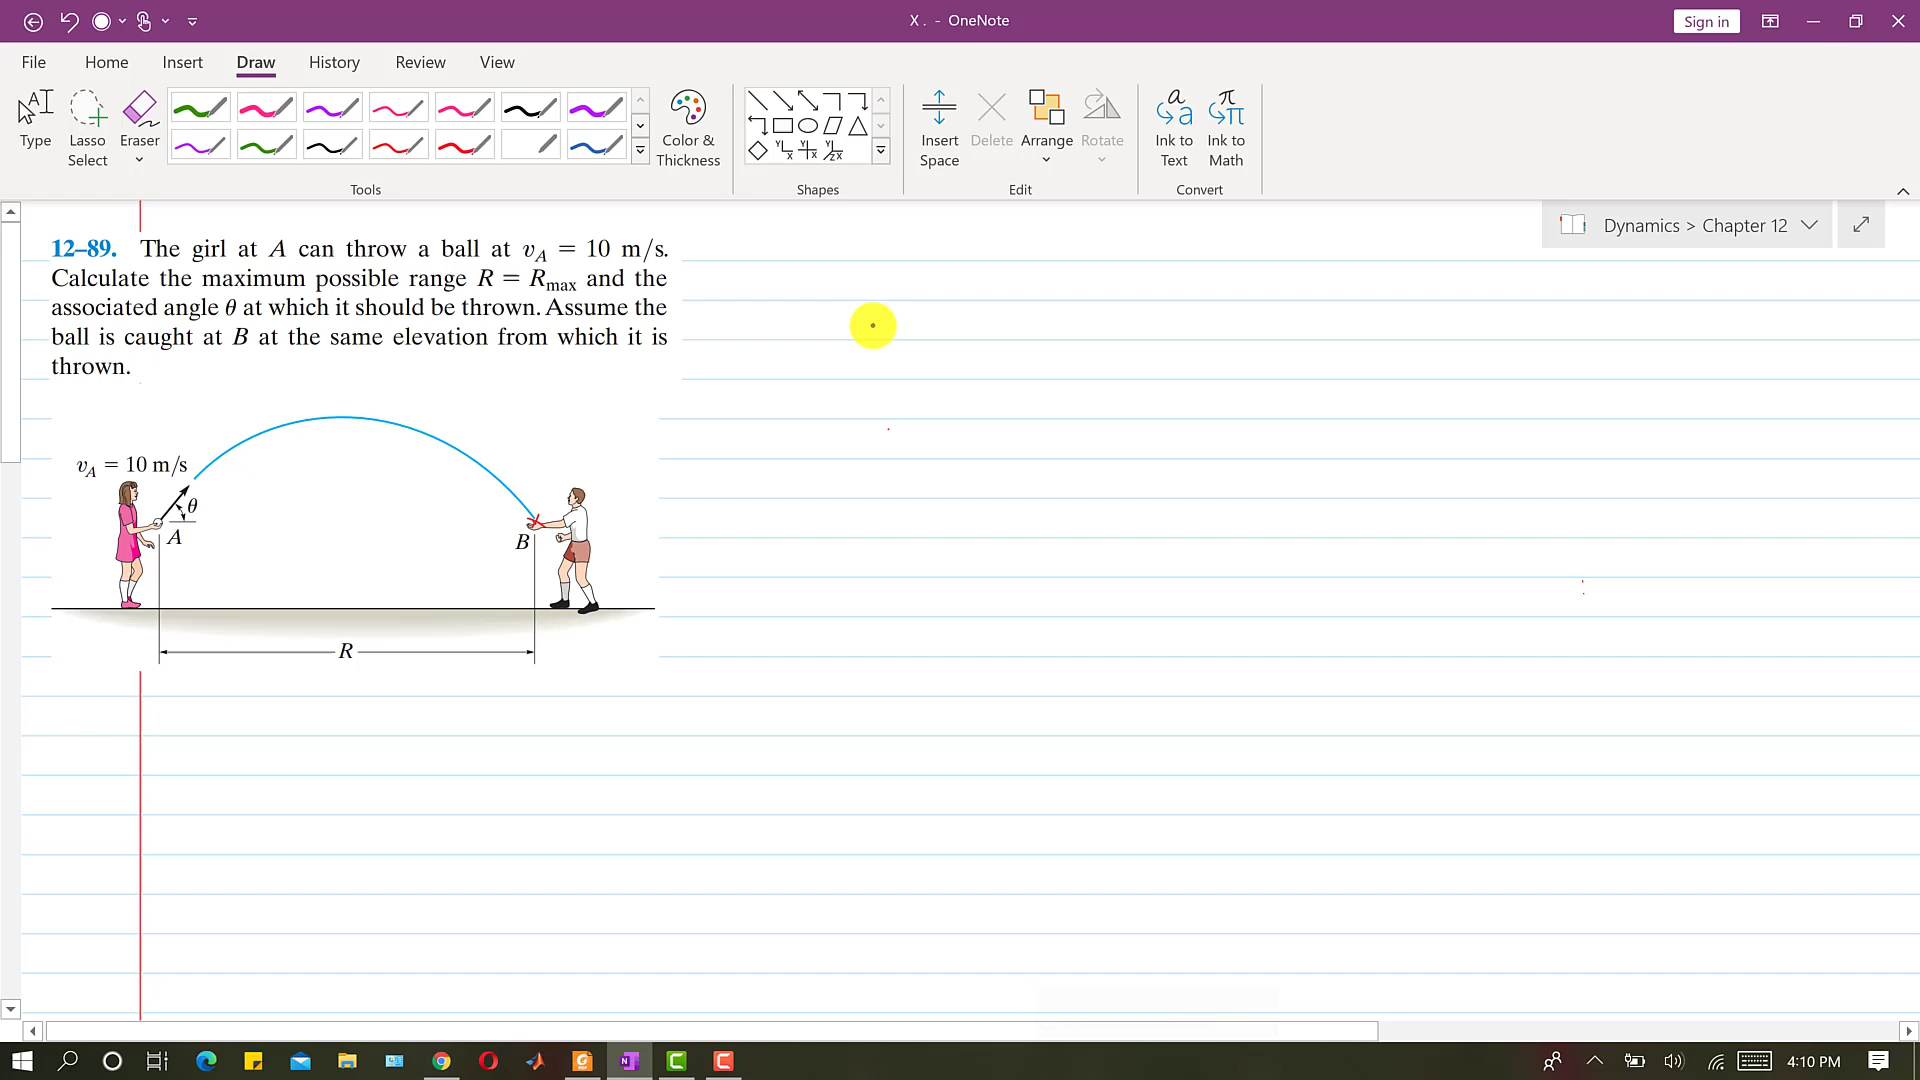 X . - OneNote
Sign in
File Home Insert Draw History Review View
Type
Lasso Select
Eraser
Color & Thickness
Insert Space
Delete
Arrange
Rotate
Ink to Text
Ink to Math
Tools
Shapes
Edit
Convert
Dynamics > Chapter 12
12–89. The girl at A can throw a ball at v_A = 10 m/s.
Calculate the maximum possible range R = R_max and the
associated angle θ at which it should be thrown. Assume the
ball is caught at B at the same elevation from which it is
thrown.
v_A = 10 m/s
θ
A
B
R
4:10 PM